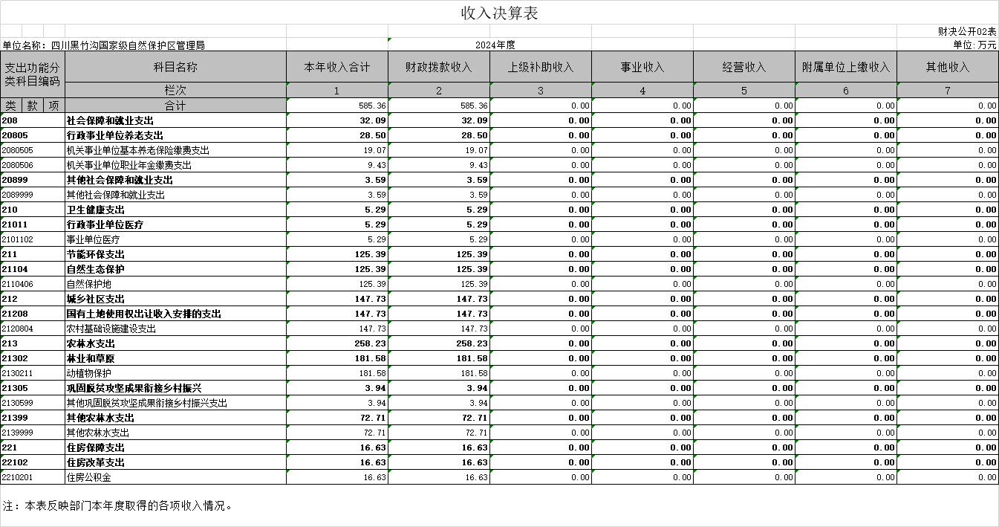 收入决算表
财决公开02表
单位名称：四川黑竹沟国家级自然保护区管理局 2024年度 单位:万元
支出功能分类科目编码 科目名称 本年收入合计 财政拨款收入 上级补助收入 事业收入 经营收入 附属单位上缴收入 其他收入
栏次 1 2 3 4 5 6 7
类 款 项 合计 585.36 585.36 0.00 0.00 0.00 0.00 0.00
208 社会保障和就业支出 32.09 32.09 0.00 0.00 0.00 0.00 0.00
20805 行政事业单位养老支出 28.50 28.50 0.00 0.00 0.00 0.00 0.00
2080505 机关事业单位基本养老保险缴费支出 19.07 19.07 0.00 0.00 0.00 0.00 0.00
2080506 机关事业单位职业年金缴费支出 9.43 9.43 0.00 0.00 0.00 0.00 0.00
20899 其他社会保障和就业支出 3.59 3.59 0.00 0.00 0.00 0.00 0.00
2089999 其他社会保障和就业支出 3.59 3.59 0.00 0.00 0.00 0.00 0.00
210 卫生健康支出 5.29 5.29 0.00 0.00 0.00 0.00 0.00
21011 行政事业单位医疗 5.29 5.29 0.00 0.00 0.00 0.00 0.00
2101102 事业单位医疗 5.29 5.29 0.00 0.00 0.00 0.00 0.00
211 节能环保支出 125.39 125.39 0.00 0.00 0.00 0.00 0.00
21104 自然生态保护 125.39 125.39 0.00 0.00 0.00 0.00 0.00
2110406 自然保护地 125.39 125.39 0.00 0.00 0.00 0.00 0.00
212 城乡社区支出 147.73 147.73 0.00 0.00 0.00 0.00 0.00
21208 国有土地使用权出让收入安排的支出 147.73 147.73 0.00 0.00 0.00 0.00 0.00
2120804 农村基础设施建设支出 147.73 147.73 0.00 0.00 0.00 0.00 0.00
213 农林水支出 258.23 258.23 0.00 0.00 0.00 0.00 0.00
21302 林业和草原 181.58 181.58 0.00 0.00 0.00 0.00 0.00
2130211 动植物保护 181.58 181.58 0.00 0.00 0.00 0.00 0.00
21305 巩固脱贫攻坚成果衔接乡村振兴 3.94 3.94 0.00 0.00 0.00 0.00 0.00
2130599 其他巩固脱贫攻坚成果衔接乡村振兴支出 3.94 3.94 0.00 0.00 0.00 0.00 0.00
21399 其他农林水支出 72.71 72.71 0.00 0.00 0.00 0.00 0.00
2139999 其他农林水支出 72.71 72.71 0.00 0.00 0.00 0.00 0.00
221 住房保障支出 16.63 16.63 0.00 0.00 0.00 0.00 0.00
22102 住房改革支出 16.63 16.63 0.00 0.00 0.00 0.00 0.00
2210201 住房公积金 16.63 16.63 0.00 0.00 0.00 0.00 0.00
注：本表反映部门本年度取得的各项收入情况。